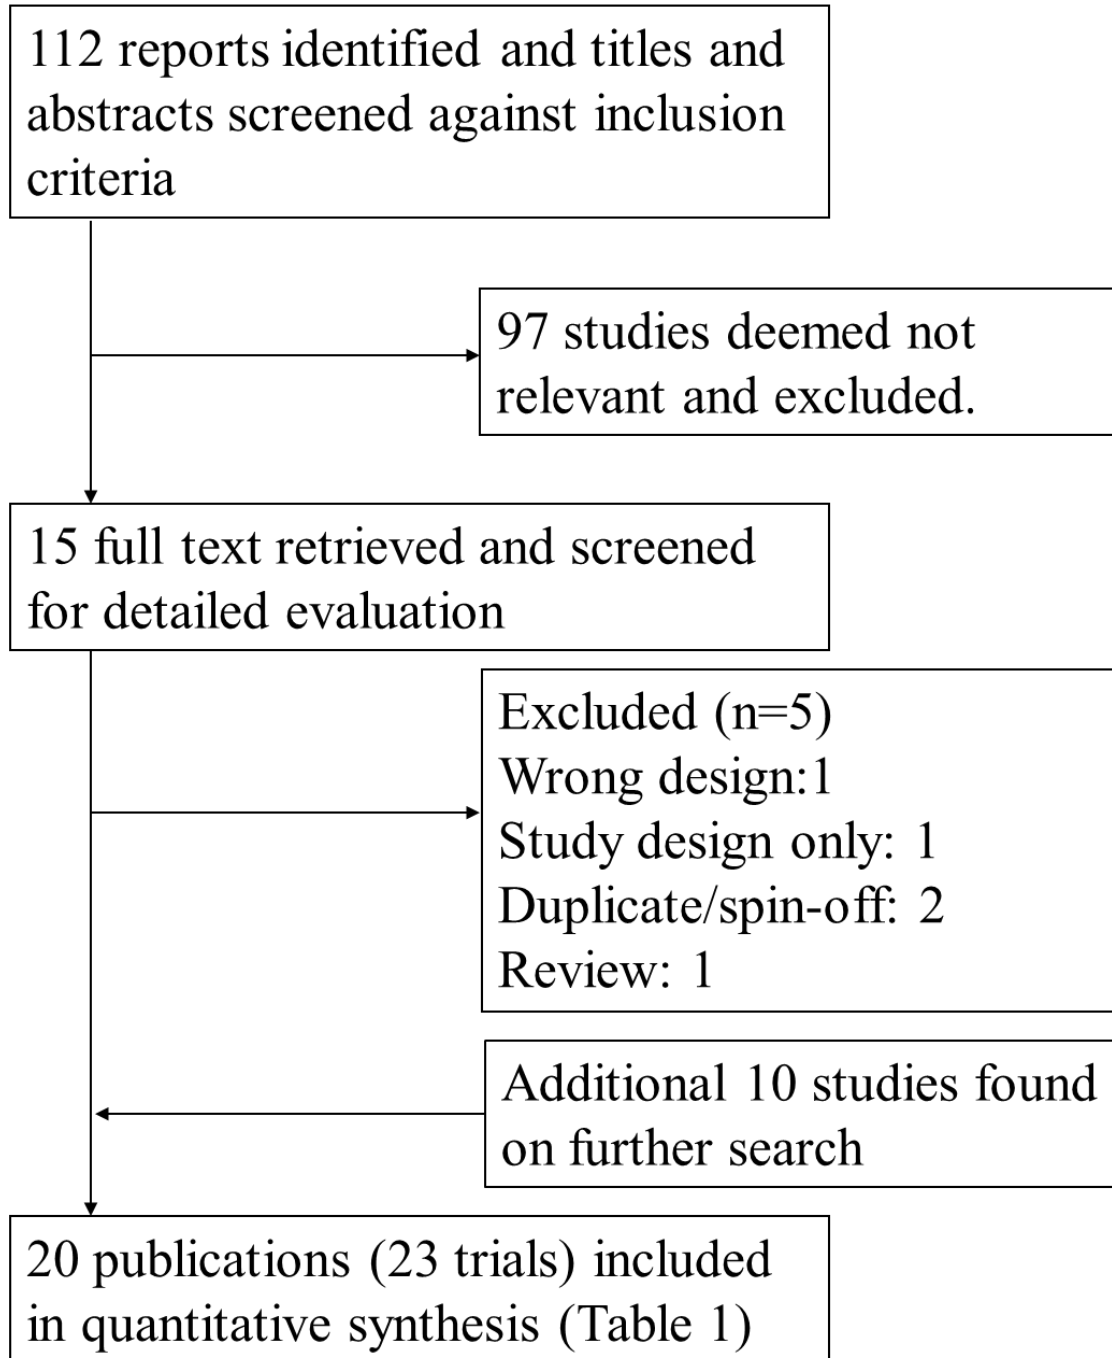 112 reports identified and titles and
abstracts screened against inclusion
criteria
97 studies deemed not
relevant and excluded.
15 full text retrieved and screened
for detailed evaluation
Excluded (n=5)
Wrong design:1
Study design only: 1
Duplicate/spin-off: 2
Review: 1
Additional 10 studies found
on further search
20 publications (23 trials) included
in quantitative synthesis (Table 1)